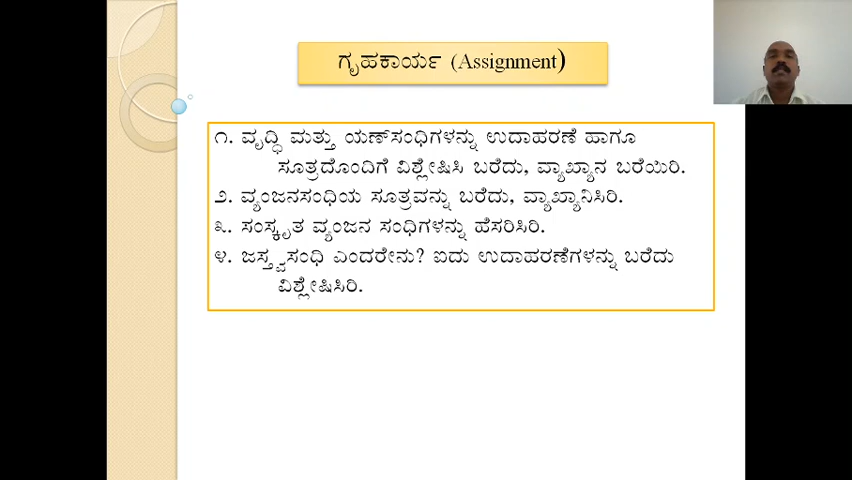 ಗೃಹಕಾರ್ಯ (Assignment)
೧. ವೃದ್ಧಿ ಮತ್ತು ಯಣ್‌ಸಂಧಿಗಳನ್ನು ಉದಾಹರಣೆ ಹಾಗೂ
ಸೂತ್ರದೊಂದಿಗೆ ವಿಶ್ಲೇಷಿಸಿ ಬರೆದು, ವ್ಯಾಖ್ಯಾನ ಬರೆಯಿರಿ.
೨. ವ್ಯಂಜನಸಂಧಿಯ ಸೂತ್ರವನ್ನು ಬರೆದು, ವ್ಯಾಖ್ಯಾನಿಸಿರಿ.
೩. ಸಂಸ್ಕೃತ ವ್ಯಂಜನ ಸಂಧಿಗಳನ್ನು ಹೆಸರಿಸಿರಿ.
೪. ಜಸ್ತ್ವಸಂಧಿ ಎಂದರೇನು? ಐದು ಉದಾಹರಣೆಗಳನ್ನು ಬರೆದು
ವಿಶ್ಲೇಷಿಸಿರಿ.